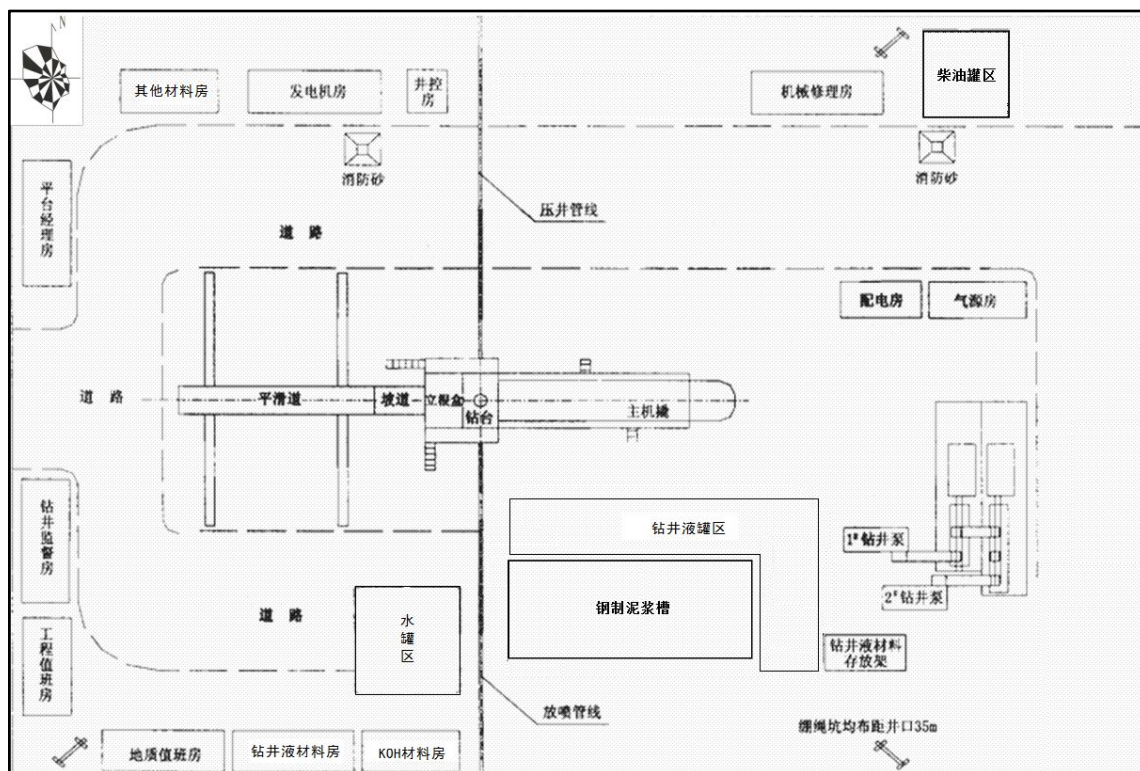 N
其他材料房
发电机房
井控
房
机械修理房
柴油罐区
消防砂
消防砂
平台经理房
压井管线
道 路
配电房
气源房
道 路
平滑道
坡道
立根盒
钻台
主机撬
钻井监督房
钻井液罐区
1#钻井泵
钢制泥浆槽
2#钻井泵
道 路
水
罐
区
工程值班房
钻井液材料
存放架
放喷管线
绷绳坑均布距井口35m
地质值班房
钻井液材料房
KOH材料房